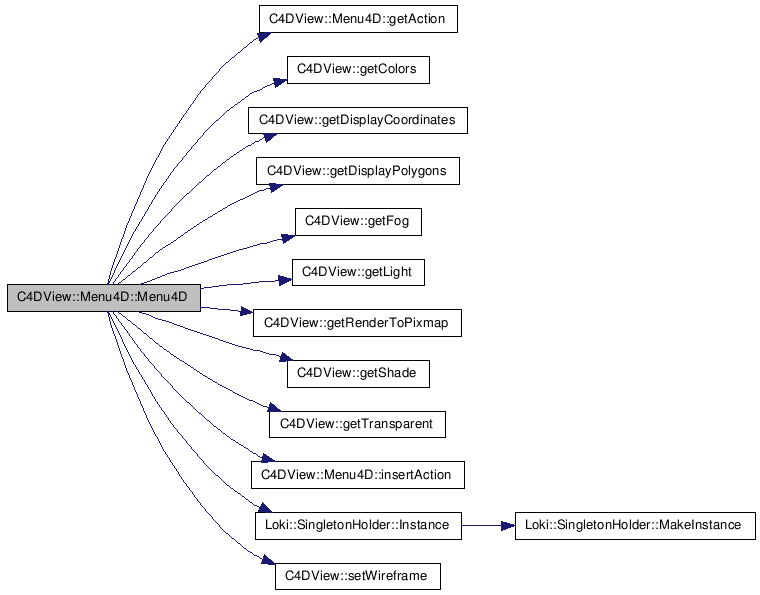 C4DView::Menu4D::getAction
C4DView::getColors
C4DView::getDisplayCoordinates
C4DView::getDisplayPolygons
C4DView::getFog
C4DView::getLight
C4DView::Menu4D::Menu4D
C4DView::getRenderToPixmap
C4DView::getShade
C4DView::getTransparent
C4DView::Menu4D::insertAction
Loki::SingletonHolder::Instance
Loki::SingletonHolder::MakeInstance
C4DView::setWireframe